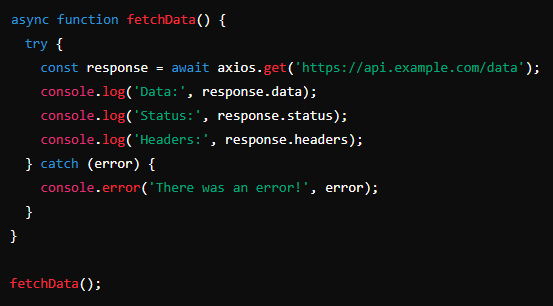 async function fetchData() {
  try {
    const response = await axios.get('https://api.example.com/data');
    console.log('Data:', response.data);
    console.log('Status:', response.status);
    console.log('Headers:', response.headers);
  } catch (error) {
    console.error('There was an error!', error);
  }
}

fetchData();